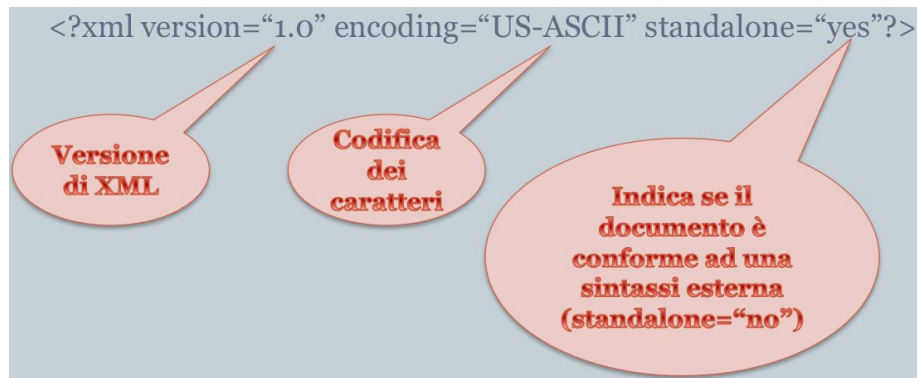 <?xml version=“1.0” encoding=“US-ASCII” standalone=“yes”?>
Versione
di XML
Codifica
dei
caratteri
Indica se il
documento è
conforme ad una
sintassi esterna
(standalone=“no”)